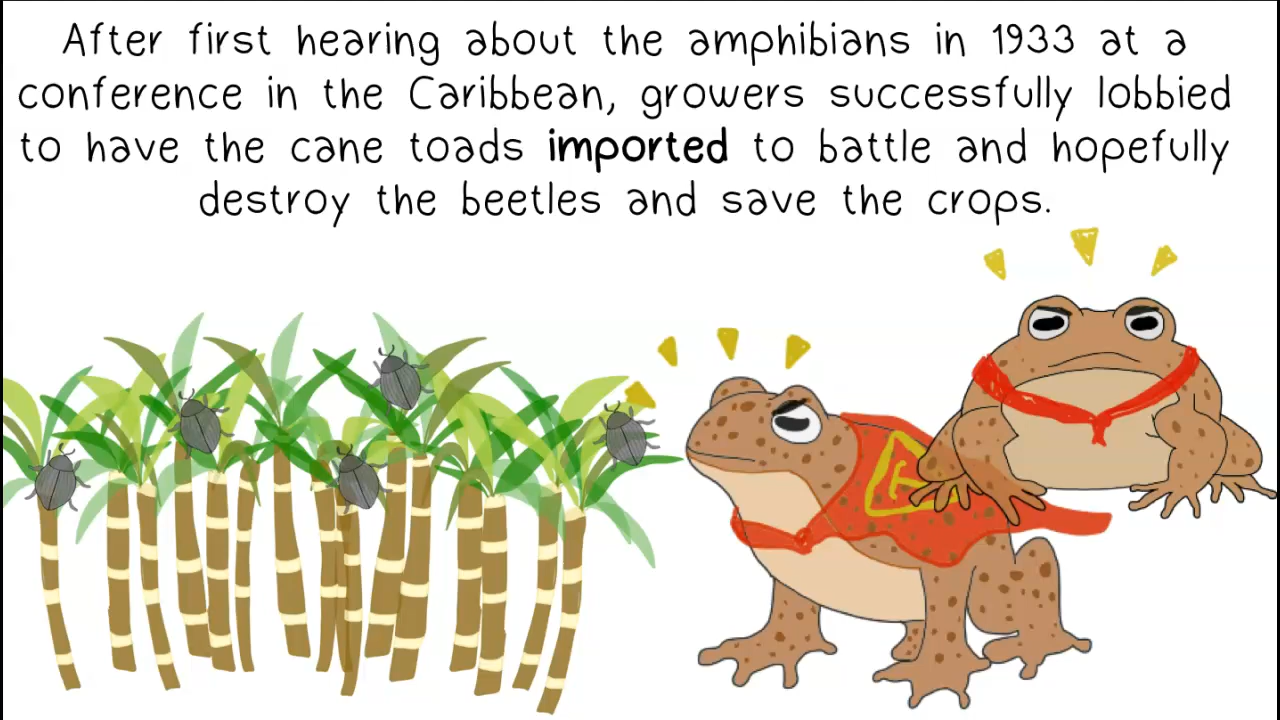 After first hearing about the amphibians in 1933 at a
conference in the Caribbean, growers successfully lobbied
to have the cane toads imported to battle and hopefully
destroy the beetles and save the crops.